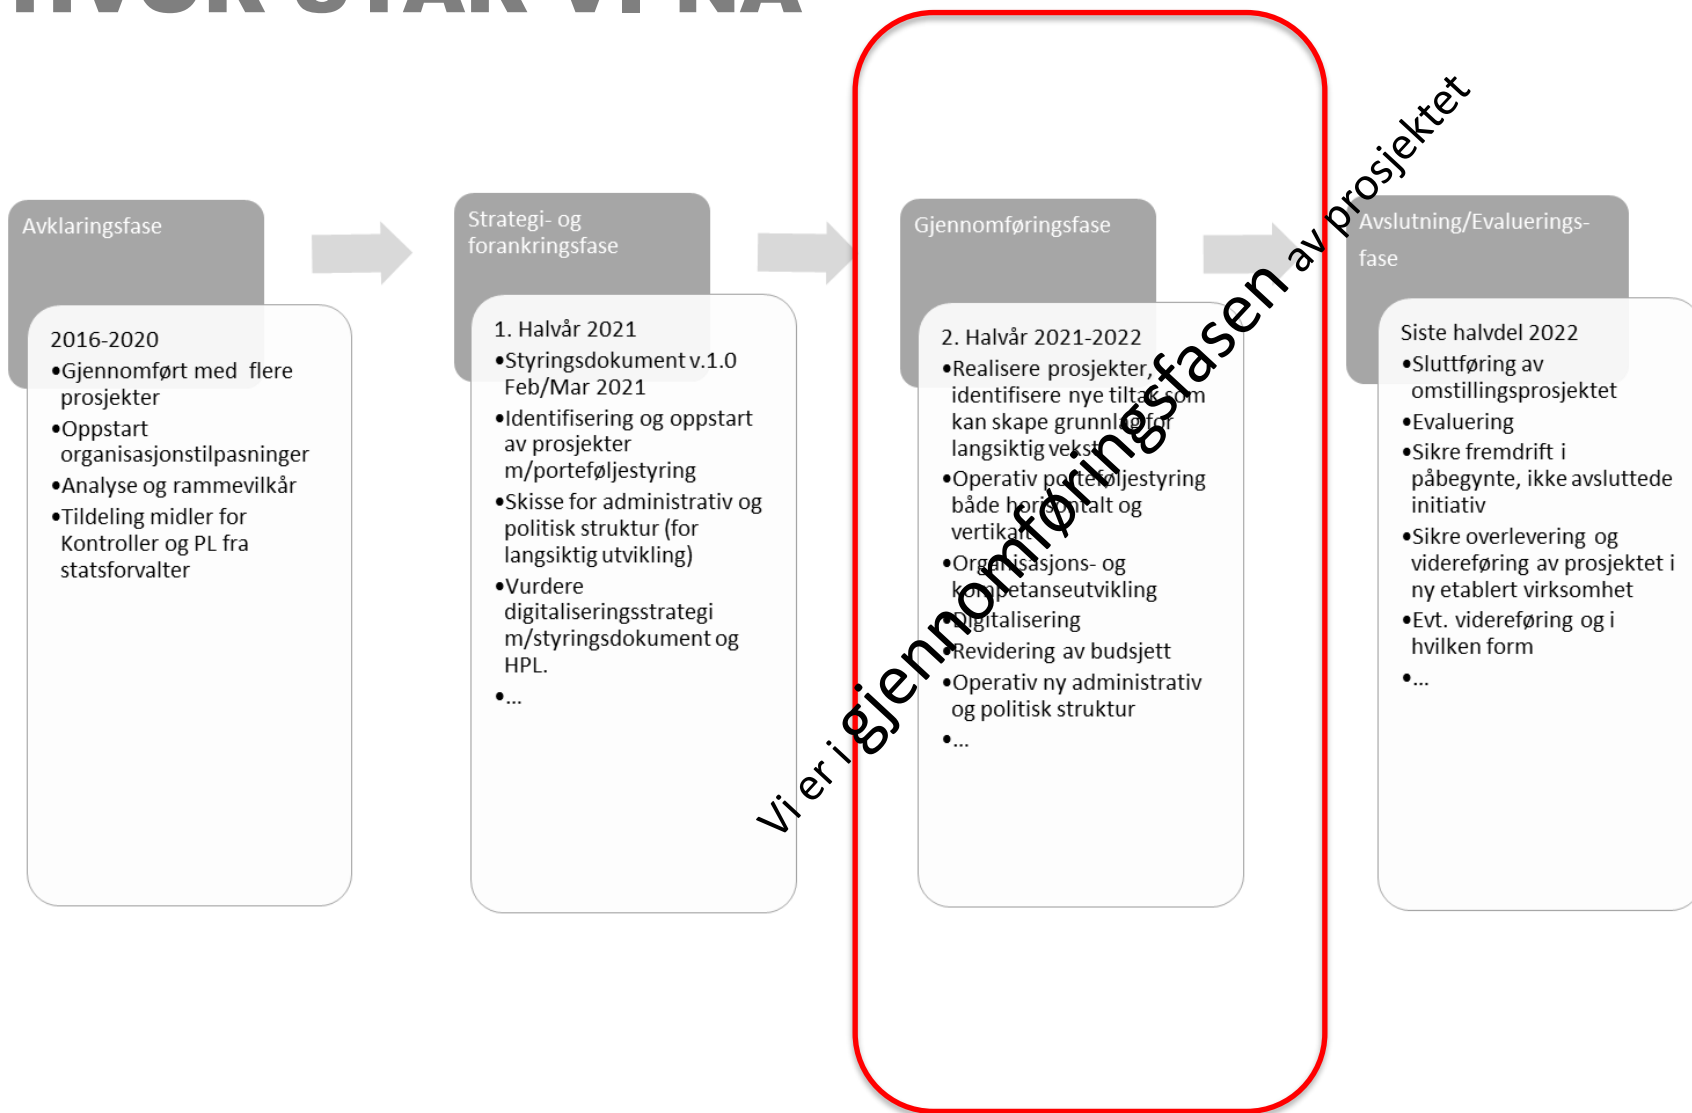 HVOR STÅR VI NÅ
Avklaringsfase
2016-2020
•Gjennomført med flere
prosjekter
•Oppstart
organisasjonstilpasninger
•Analyse og rammevilkår
•Tildeling midler for
Kontroller og PL fra
statsforvalter
Strategi- og
forankringsfase
1. Halvår 2021
•Styringsdokument v.1.0
Feb/Mar 2021
•Identifisering og oppstart
av prosjekter
m/porteføljestyring
•Skisse for administrativ og
politisk struktur (for
langsiktig utvikling)
•Vurdere
digitaliseringsstrategi
m/styringsdokument og
HPL.
•...
Gjennomføringsfase
2. Halvår 2021-2022
•Realisere prosjekter,
identifisere nye tiltak som
kan skape grunnlag for
langsiktig vekst
•Operativ porteføljestyring
både horisontalt og
vertikalt
•Organisasjons- og
kompetanseutvikling
•Digitalisering
•Revidering av budsjett
•Operativ ny administrativ
og politisk struktur
•...
Vi er i gjennomføringsfasen av prosjektet
Avslutning/Evaluerings-
fase
Siste halvdel 2022
•Sluttføring av
omstillingsprosjektet
•Evaluering
•Sikre fremdrift i
påbegynte, ikke avsluttede
initiativ
•Sikre overlevering og
videreføring av prosjektet i
ny etablert virksomhet
•Evt. videreføring og i
hvilken form
•...